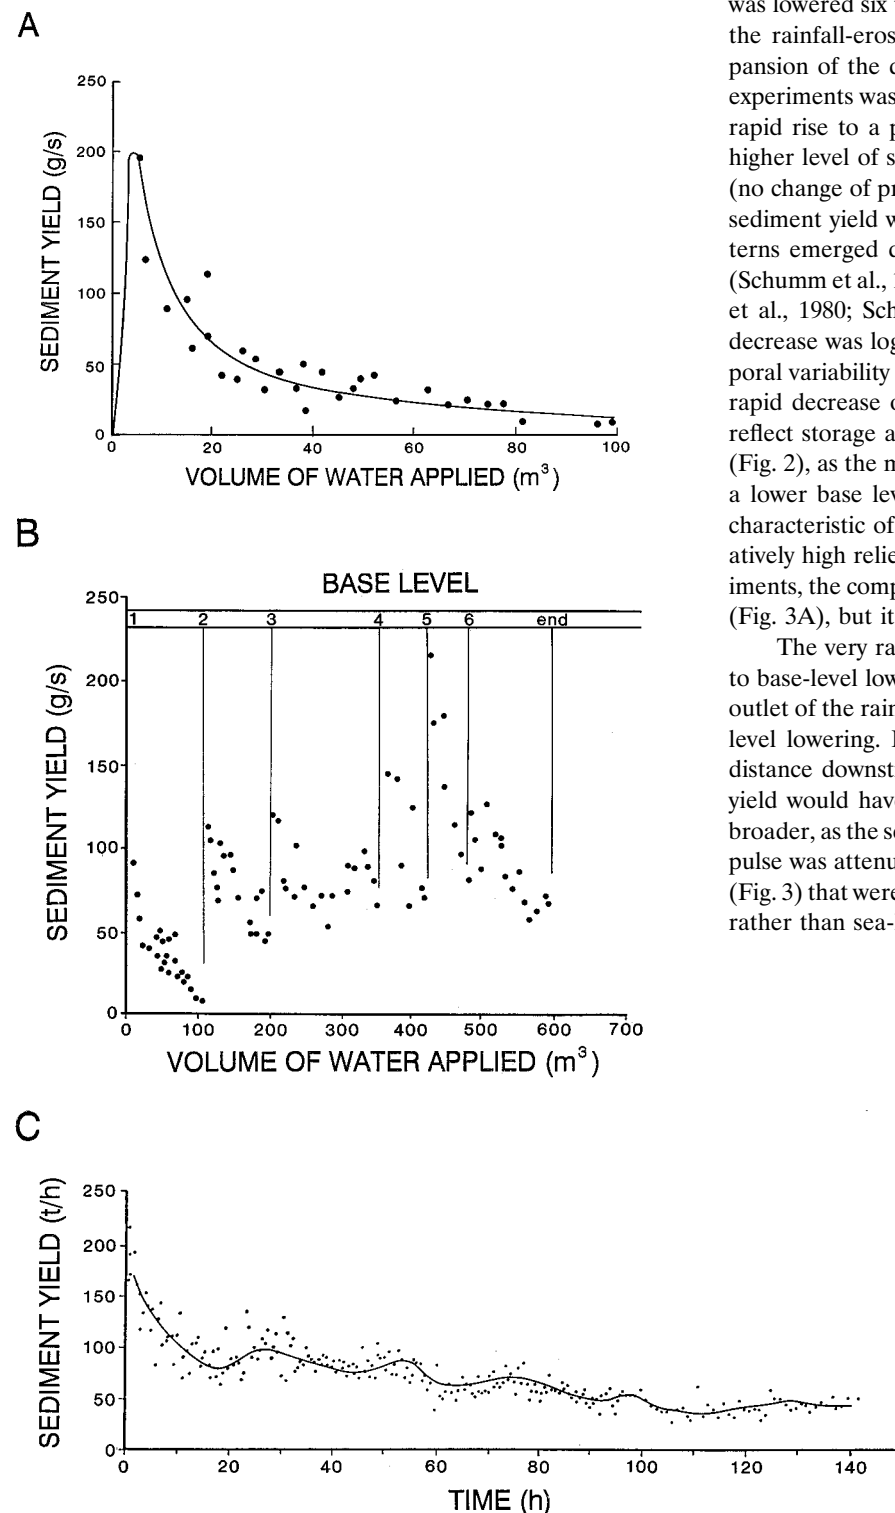 A
250
200
150
100
50
0
SEDIMENT YIELD (g/s)
0 20 40 60 80 100
VOLUME OF WATER APPLIED (m³)
B
BASE LEVEL
1 2 3 4 5 6 end
250
200
150
100
50
0
SEDIMENT YIELD (g/s)
0 100 200 300 400 500 600 700
VOLUME OF WATER APPLIED (m³)
C
250
200
150
100
50
0
SEDIMENT YIELD (t/h)
0 20 40 60 80 100 120 140
TIME (h)
was lowered six
the rainfall-eros
pansion of the
experiments was
rapid rise to a p
higher level of s
(no change of pr
sediment yield w
terns emerged
(Schumm et al.,
et al., 1980; Sch
decrease was log
poral variability
rapid decrease
reflect storage a
(Fig. 2), as the m
a lower base lev
characteristic of
atively high relie
iments, the comp
(Fig. 3A), but it
The very ra
to base-level low
outlet of the rain
level lowering.
distance downst
yield would have
broader, as the s
pulse was attenu
(Fig. 3) that were
rather than sea-